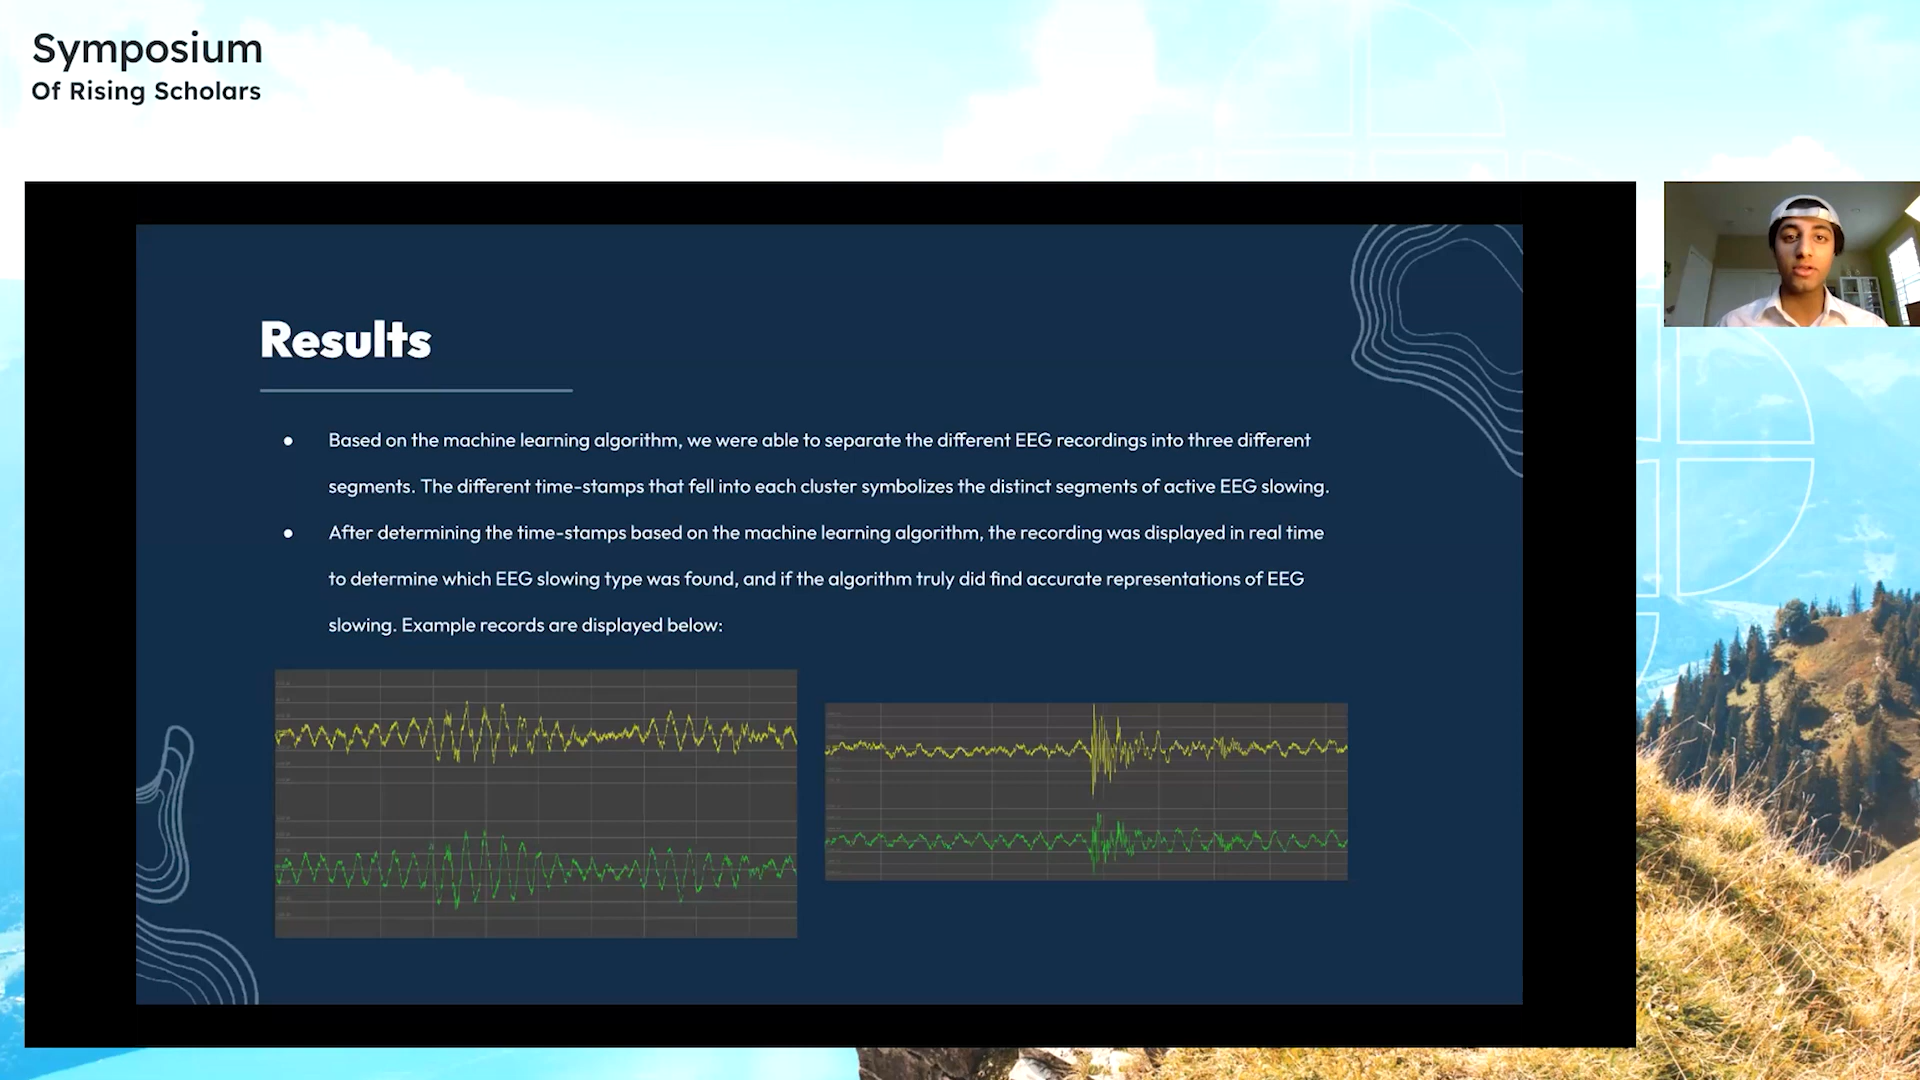 Symposium
Of Rising Scholars
Results
● Based on the machine learning algorithm, we were able to separate the different EEG recordings into three different
segments. The different time-stamps that fell into each cluster symbolizes the distinct segments of active EEG slowing.
● After determining the time-stamps based on the machine learning algorithm, the recording was displayed in real time
to determine which EEG slowing type was found, and if the algorithm truly did find accurate representations of EEG
slowing. Example records are displayed below: